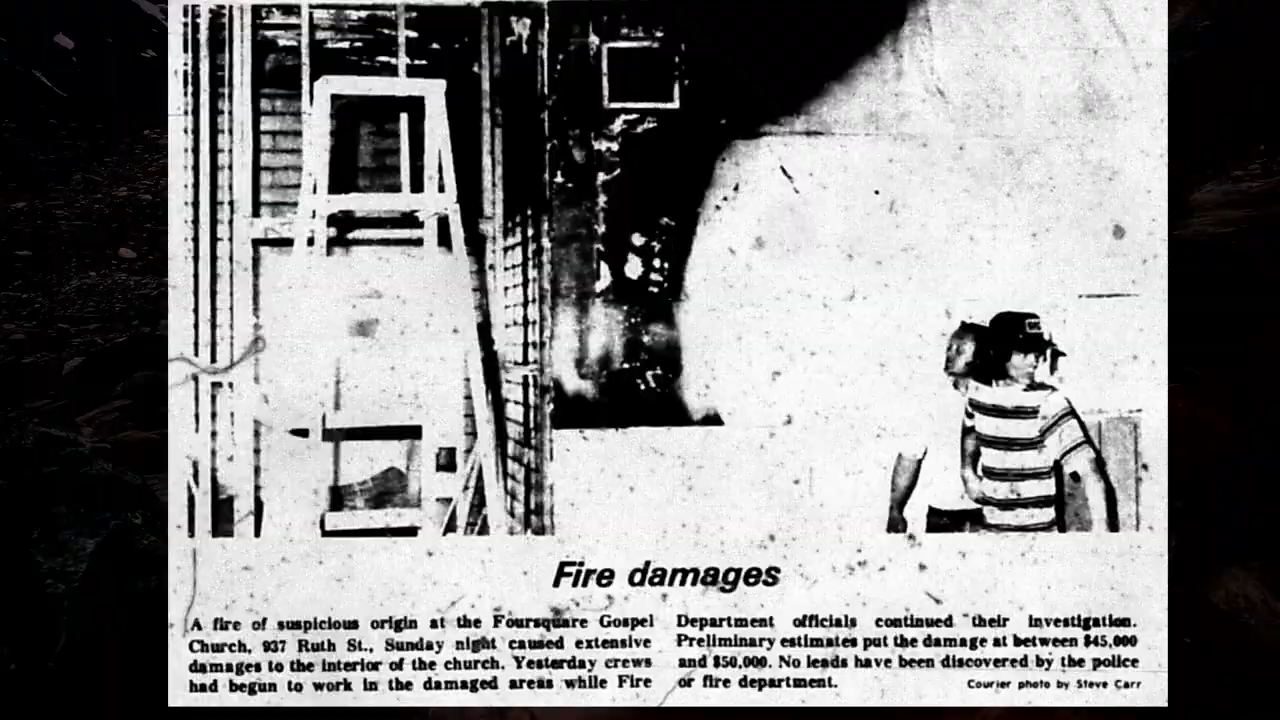 Fire damages
A fire of suspicious origin at the Foursquare Gospel
Church, 937 Ruth St., Sunday night caused extensive
damages to the interior of the church. Yesterday crews
had begun to work in the damaged areas while Fire
Department officials continued their investigation.
Preliminary estimates put the damage at between $45,000
and $50,000. No leads have been discovered by the police
or fire department.
Courier photo by Steve Carr